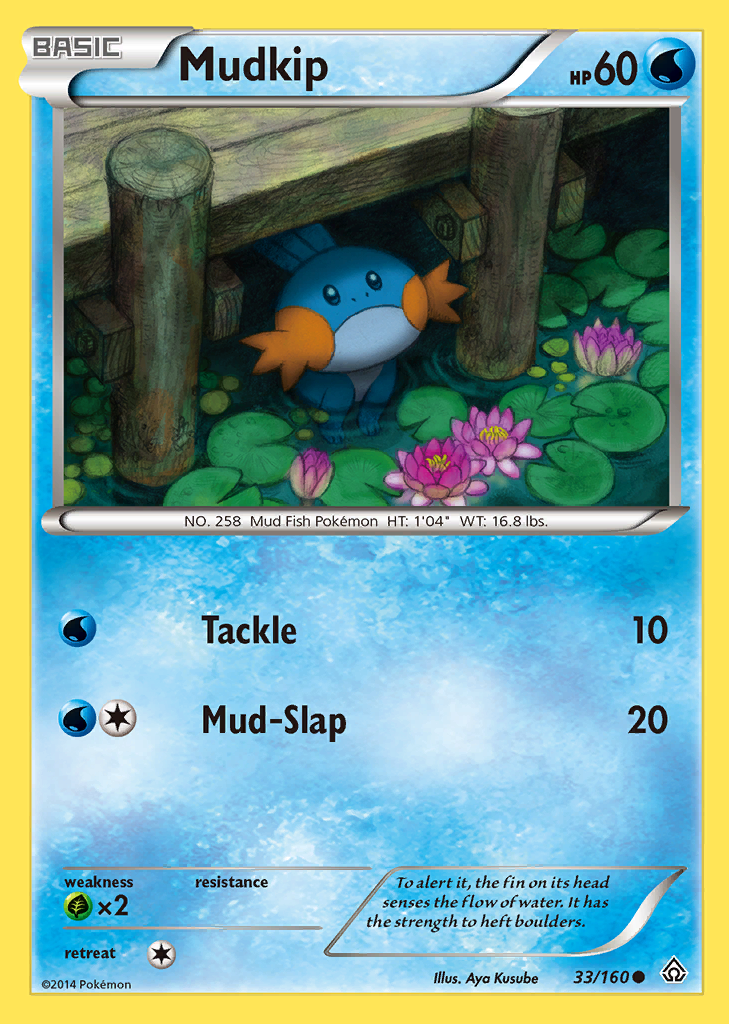 BASIC
Mudkip
HP 60
NO. 258 Mud Fish Pokémon HT: 1'04" WT: 16.8 lbs.
Tackle 10
Mud-Slap 20
weakness resistance
×2
To alert it, the fin on its head
senses the flow of water. It has
the strength to heft boulders.
retreat
©2014 Pokémon
Illus. Aya Kusube 33/160